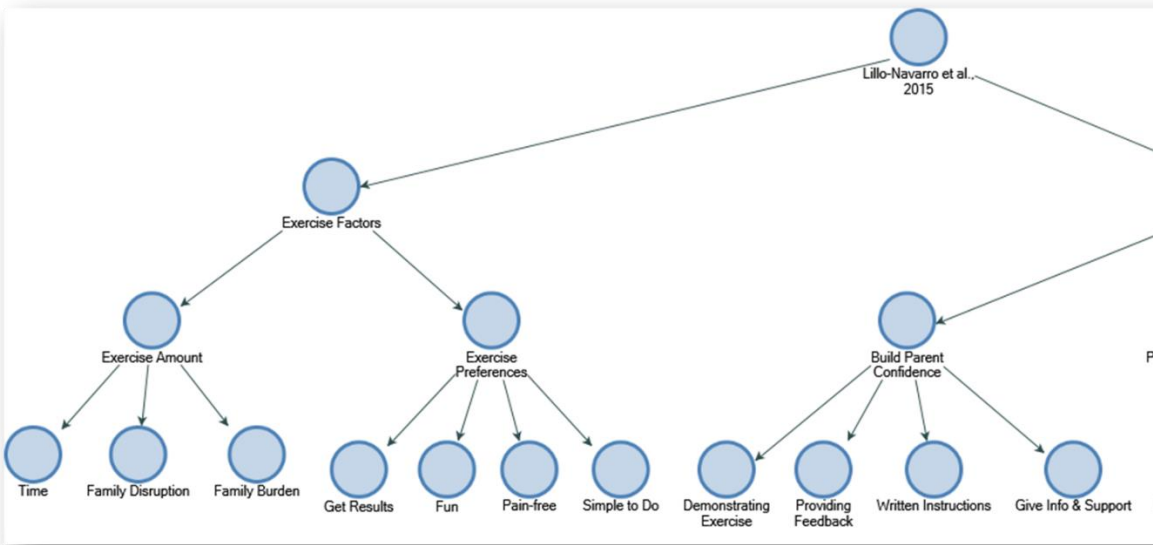 Lillo-Navarro et al.,
2015
Exercise Factors
Exercise Amount
Exercise
Preferences
Build Parent
Confidence
P
Time
Family Disruption
Family Burden
Get Results
Fun
Pain-free
Simple to Do
Demonstrating
Exercise
Providing
Feedback
Written Instructions
Give Info & Support